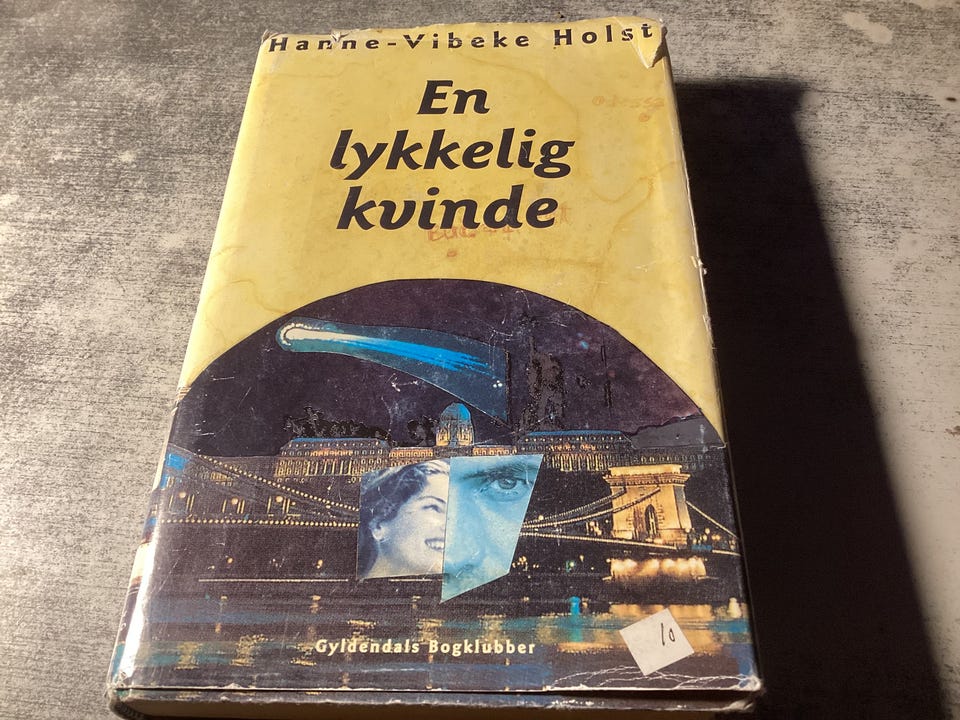 Hanne-Vibeke Holst
En
lykkelig
kvinde
Gyldendals Bogklubber
10